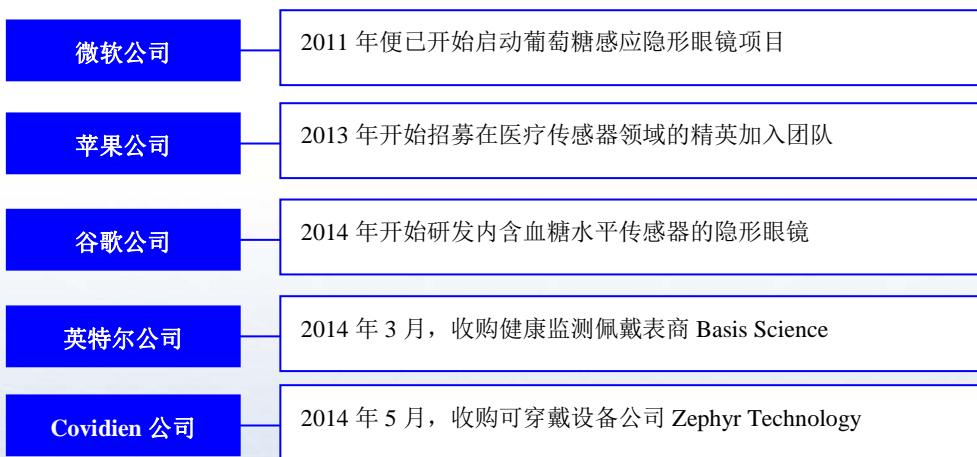 微软公司
2011 年便已开始启动葡萄糖感应隐形眼镜项目
苹果公司
2013 年开始招募在医疗传感器领域的精英加入团队
谷歌公司
2014 年开始研发内含血糖水平传感器的隐形眼镜
英特尔公司
2014 年 3 月，收购健康监测佩戴表商 Basis Science
Covidien 公司
2014 年 5 月，收购可穿戴设备公司 Zephyr Technology